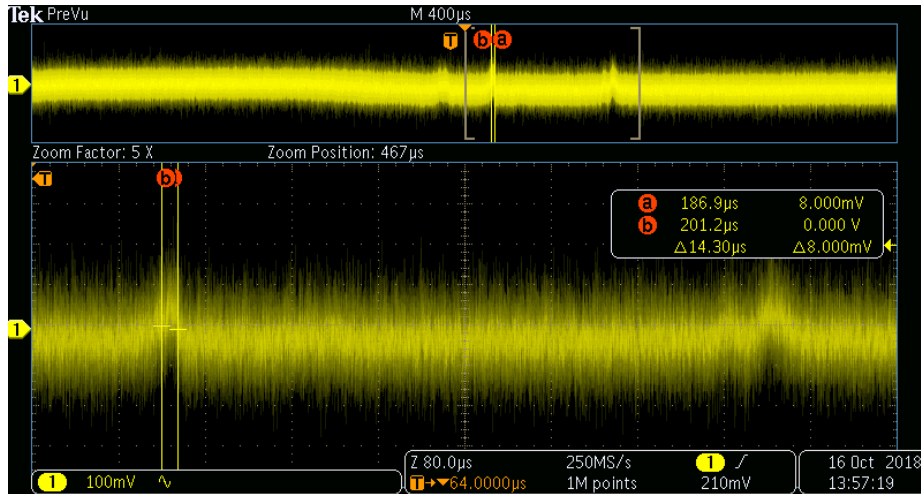 Tek PreVu M 400µs
T b a
1
Zoom Factor: 5 X Zoom Position: 467µs
T b
a 186.9µs 8.000mV
b 201.2µs 0.000 V
Δ14.30µs Δ8.000mV
1
1 100mV ∿ Z 80.0µs 250MS/s 1 ∫ 16 Oct 2018
T→▼64.0000µs 1M points 210mV 13:57:19